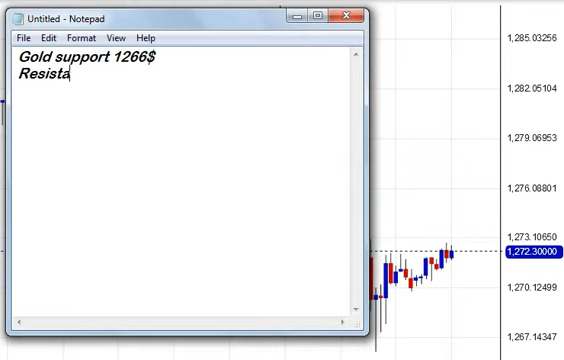 Untitled - Notepad
File Edit Format View Help
Gold support 1266$
Resista
1,285.03256
1,282.05104
1,279.06953
1,276.08801
1,273.10650
1,272.30000
1,270.12499
1,267.14347